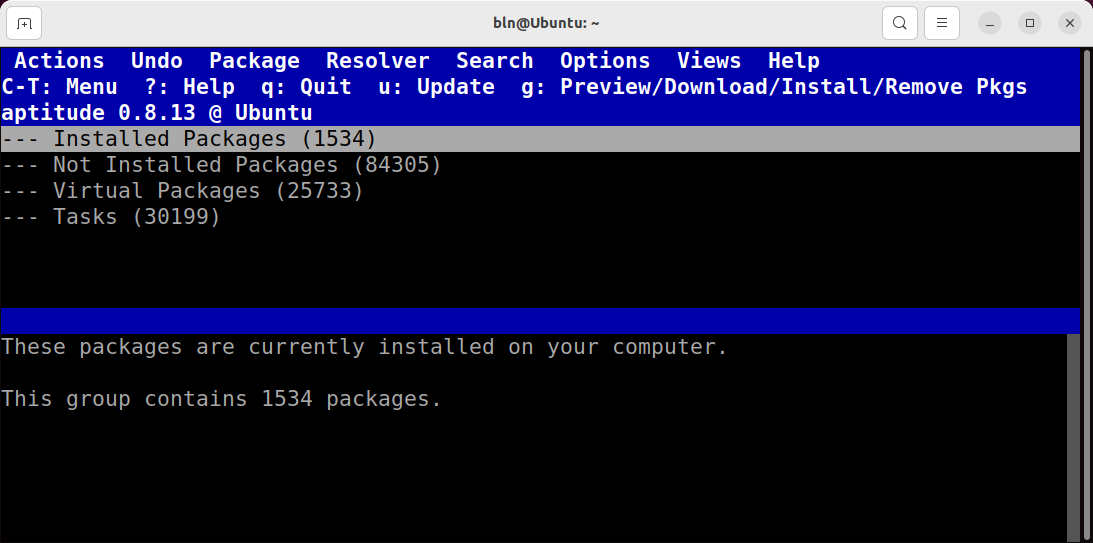 bln@Ubuntu: ~
Actions Undo Package Resolver Search Options Views Help
C-T: Menu ?: Help q: Quit u: Update g: Preview/Download/Install/Remove Pkgs
aptitude 0.8.13 @ Ubuntu
--- Installed Packages (1534)
--- Not Installed Packages (84305)
--- Virtual Packages (25733)
--- Tasks (30199)
These packages are currently installed on your computer.
This group contains 1534 packages.